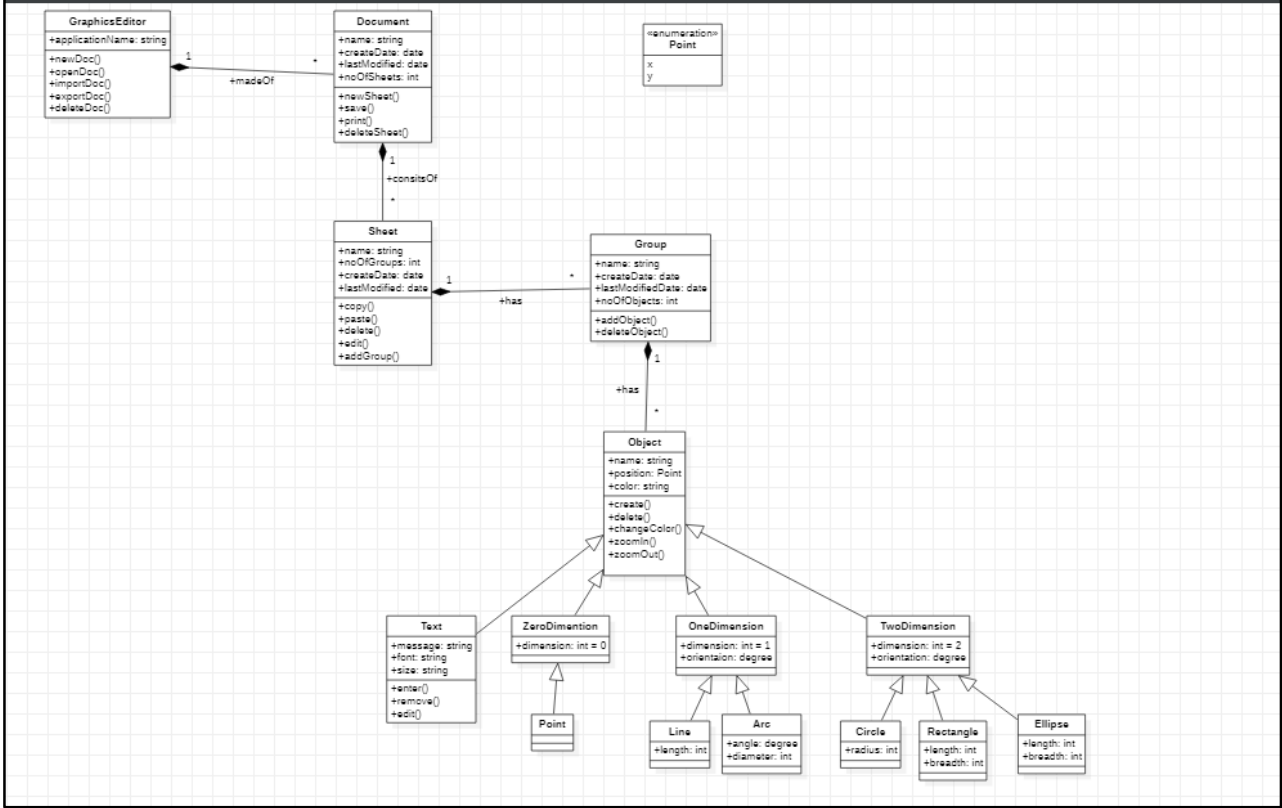 GraphicsEditor
+applicationName: string
+newDoc()
+openDoc()
+importDoc()
+exportDoc()
+deleteDoc()
1
*
+madeOf
Document
+name: string
+createDate: date
+lastModified: date
+noOfSheets: int
+newSheet()
+save()
+print()
+deleteSheet()
«enumeration»
Point
x
y
1
+consitsOf
*
Sheet
+name: string
+noOfGroups: int
+createDate: date
+lastModified: date
+copy()
+paste()
+delete()
+edit()
+addGroup()
1
*
+has
Group
+name: string
+createDate: date
+lastModifiedDate: date
+noOfObjects: int
+addObject()
+deleteObject()
1
+has
*
Object
+name: string
+position: Point
+color: string
+create()
+delete()
+changeColor()
+zoomIn()
+zoomOut()
Text
+message: string
+font: string
+size: string
+enter()
+remove()
+edit()
ZeroDimention
+dimension: int = 0
OneDimension
+dimension: int = 1
+orientaion: degree
TwoDimension
+dimension: int = 2
+orientation: degree
Point
Line
+length: int
Arc
+angle: degree
+diameter: int
Circle
+radius: int
Rectangle
+length: int
+breadth: int
Ellipse
+length: int
+breadth: int